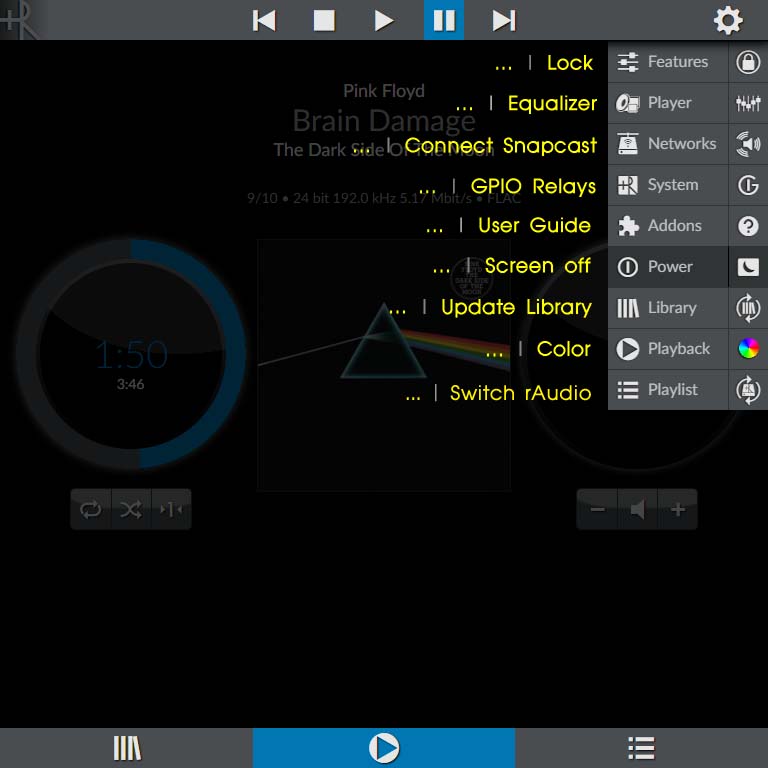 ... | Lock Features
Pink Floyd
... | Equalizer Player
Brain Damage
... | Connect Snapcast Networks
The Dark Side Of The Moon
... | GPIO Relays System
9/10 • 24 bit 192.0 kHz 5.17 Mbit/s • FLAC
... | User Guide Addons
... | Screen off Power
... | Update Library Library
1:50
... | Color Playback
3:46
... | Switch rAudio Playlist
1